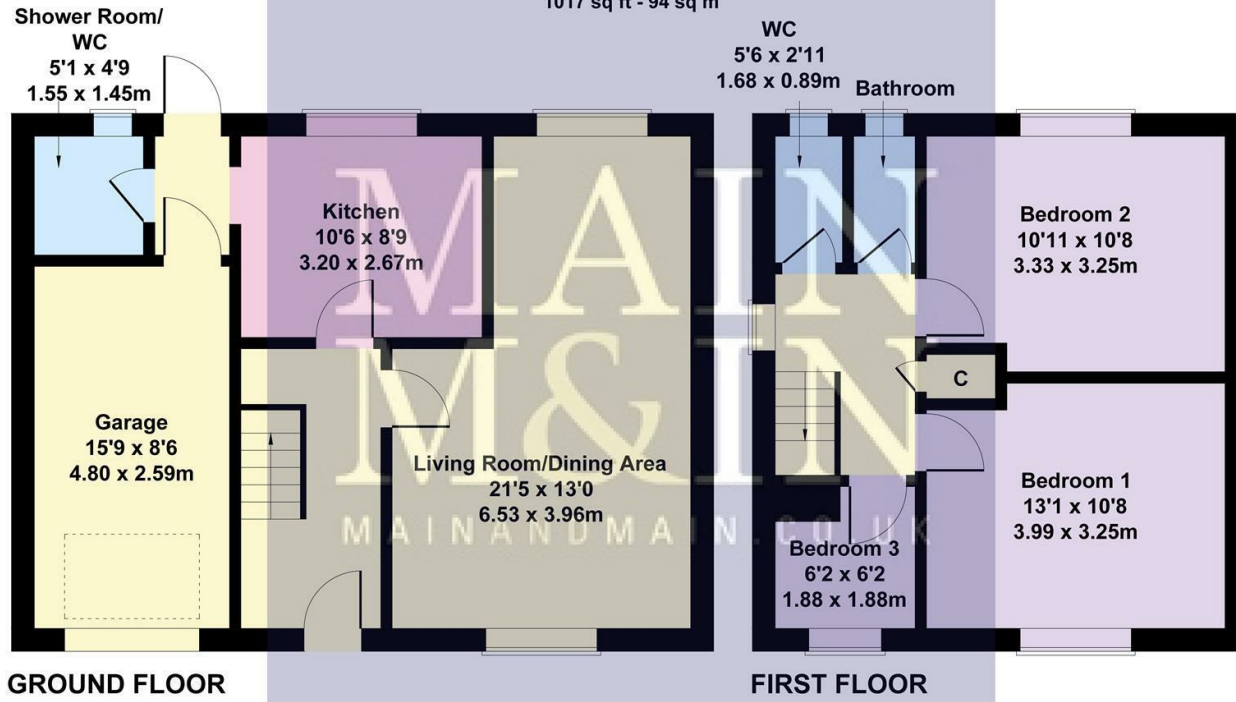 1017 sq ft - 94 sq m
Shower Room/
WC
5'1 x 4'9
1.55 x 1.45m
WC
5'6 x 2'11
1.68 x 0.89m
Bathroom
Kitchen
10'6 x 8'9
3.20 x 2.67m
Bedroom 2
10'11 x 10'8
3.33 x 3.25m
C
Garage
15'9 x 8'6
4.80 x 2.59m
Living Room/Dining Area
21'5 x 13'0
6.53 x 3.96m
Bedroom 1
13'1 x 10'8
3.99 x 3.25m
Bedroom 3
6'2 x 6'2
1.88 x 1.88m
MAIN
M&IN
MAINANDMAIN.CO.UK
GROUND FLOOR
FIRST FLOOR